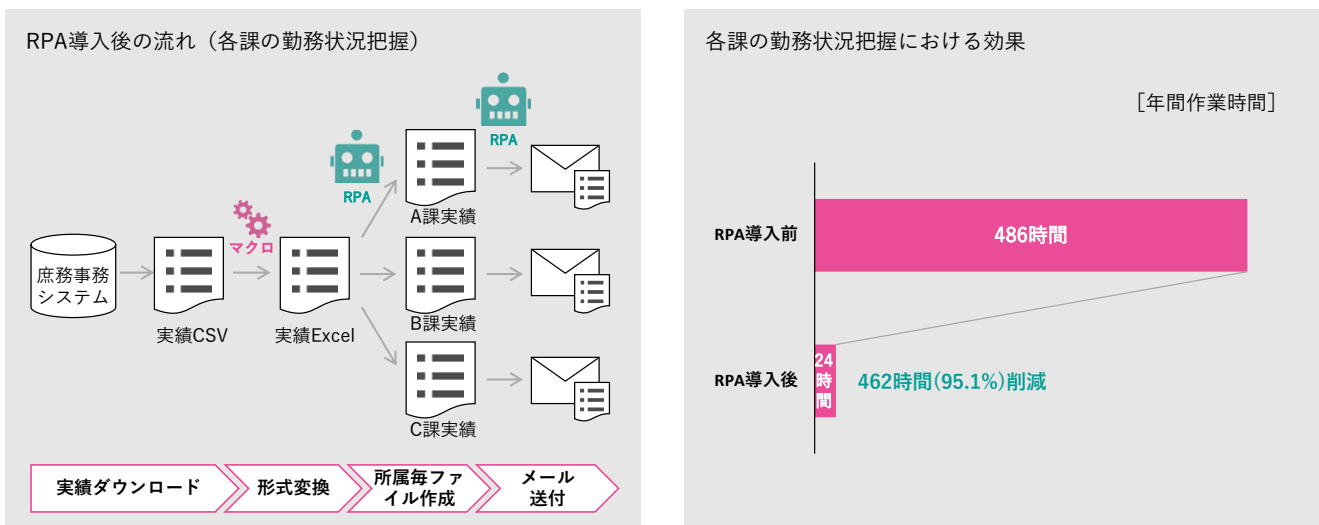 RPA導入後の流れ（各課の勤務状況把握）
RPA
RPA
A課実績
マクロ
庶務事務
システム
実績CSV
実績Excel
B課実績
C課実績
実績ダウンロード
形式変換
所属毎ファ
イル作成
メール
送付
各課の勤務状況把握における効果
［年間作業時間］
RPA導入前
486時間
RPA導入後
24
時
間
462時間(95.1%)削減